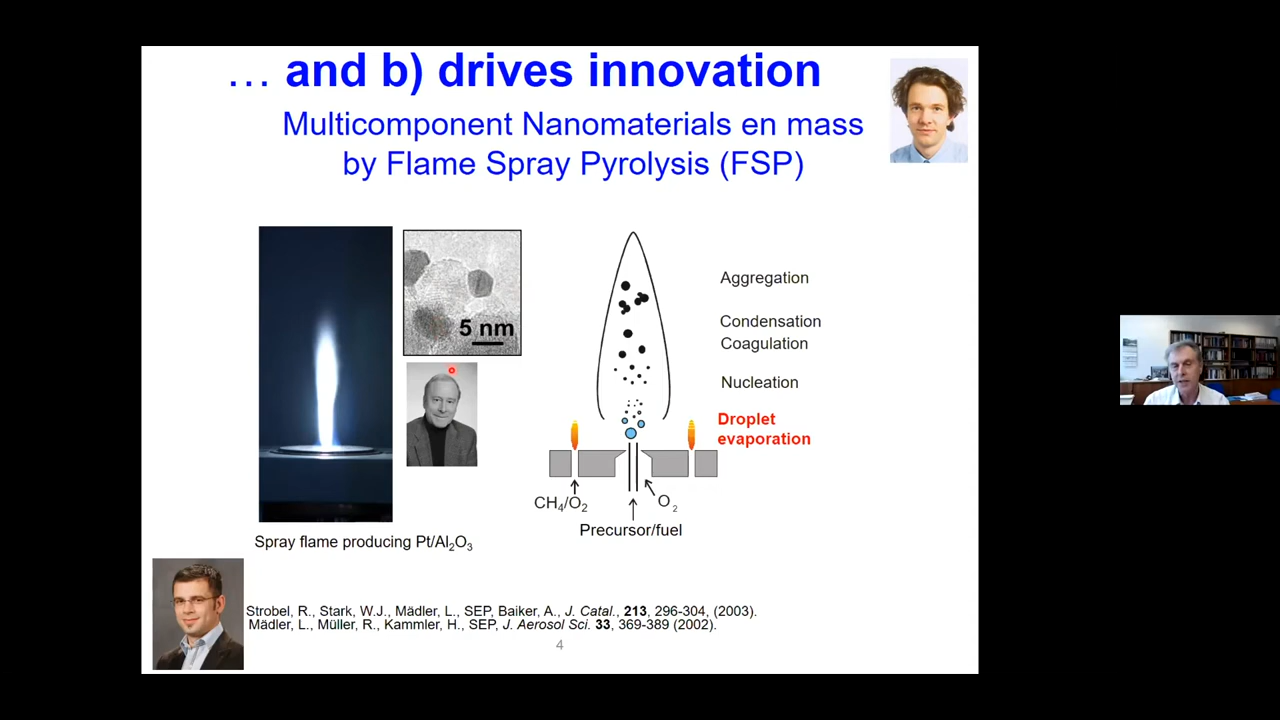 … and b) drives innovation
Multicomponent Nanomaterials en mass
by Flame Spray Pyrolysis (FSP)
5 nm
Aggregation
Condensation
Coagulation
Nucleation
Droplet
evaporation
CH₄/O₂
O₂
Precursor/fuel
Spray flame producing Pt/Al₂O₃
Strobel, R., Stark, W.J., Mädler, L., SEP, Baiker, A., J. Catal., 213, 296-304, (2003).
Mädler, L., Müller, R., Kammler, H., SEP, J. Aerosol Sci. 33, 369-389 (2002).
4